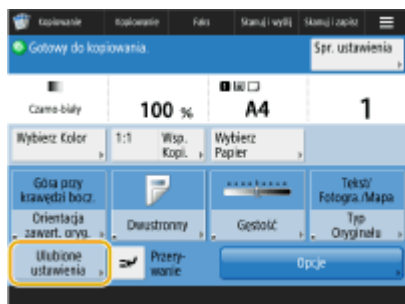 Kopiowanie Kopiowanie Faks Skanuj i wyślij Skanuj i zapisz
Gotowy do kopiowania. Spr. ustawienia
Czarno-biały 100 % A4 1
Wybierz Kolor 1:1 Wsp. Kopi. Wybierz Papier
Góra przy krawędzi bocz. Tekst/Fotogra./Mapa
Orientacja zawart. oryg. Dwustronny Gęstość Typ Oryginału
Ulubione ustawienia Przerywanie Opcje